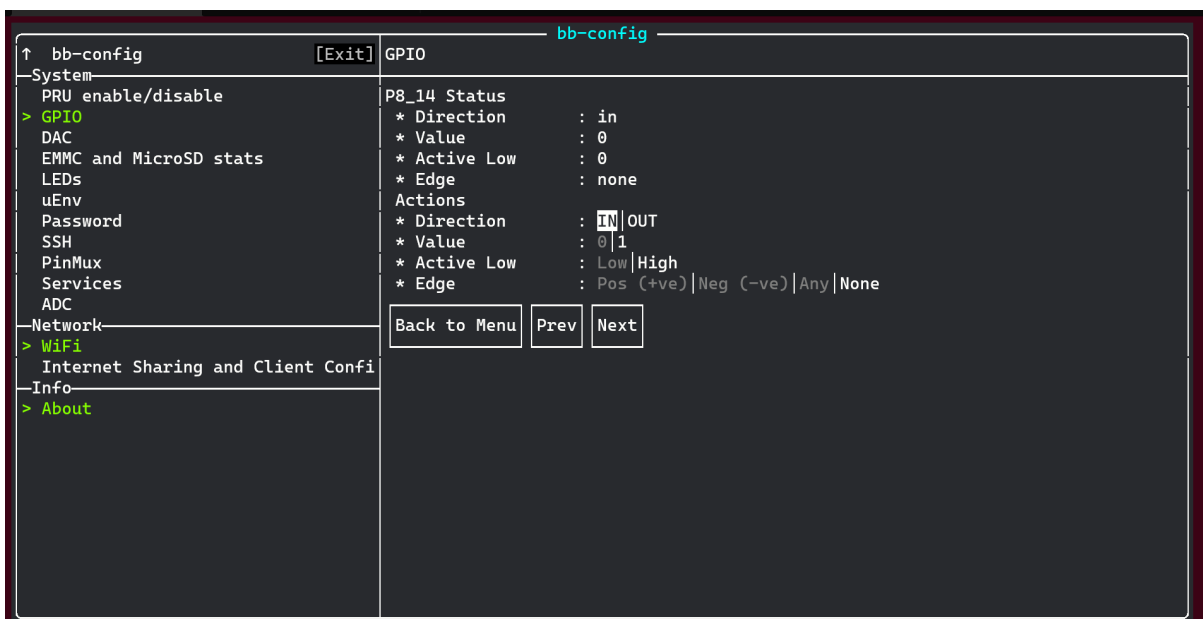 bb-config
↑ bb-config [Exit]
System
PRU enable/disable
> GPIO
DAC
EMMC and MicroSD stats
LEDs
uEnv
Password
SSH
PinMux
Services
ADC
Network
> WiFi
Internet Sharing and Client Confi
Info
> About
GPIO
P8_14 Status
* Direction : in
* Value : 0
* Active Low : 0
* Edge : none
Actions
* Direction : IN|OUT
* Value : 0|1
* Active Low : Low|High
* Edge : Pos (+ve)|Neg (-ve)|Any|None
Back to Menu Prev Next